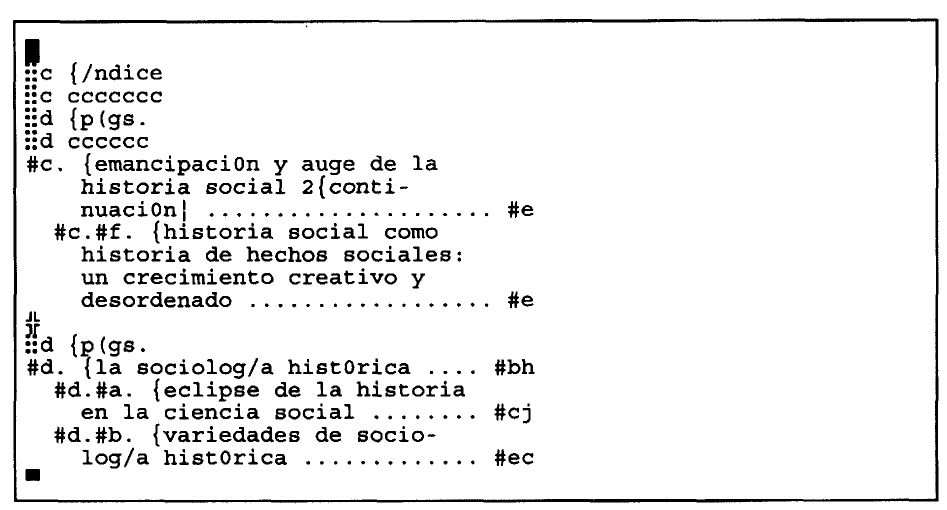 ⠿c {/ndice
⠿c ccccccc
⠿d {p(gs.
⠿d cccccc
#c. {emancipaci0n y auge de la
historia social 2{conti-
nuaci0n| ..................... #e
#c.#f. {historia social como
historia de hechos sociales:
un crecimiento creativo y
desordenado .................. #e
⠿d {p(gs.
#d. {la sociolog/a hist0rica .... #bh
#d.#a. {eclipse de la historia
en la ciencia social ........ #cj
#d.#b. {variedades de socio-
log/a hist0rica ............. #ec